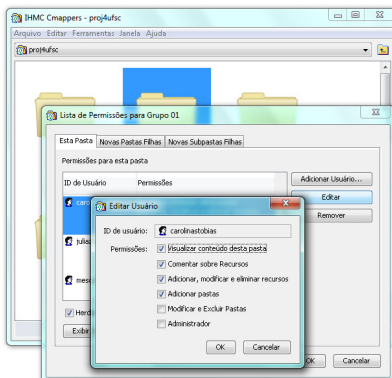 IHMC Cmappers - proj4ufsc
Arquivo Editar Ferramentas Janela Ajuda
proj4ufsc
Lista de Permissões para Grupo 01
Esta Pasta Novas Pastas Filhas Novas Subpastas Filhas
Permissões para esta pasta
ID de Usuário Permissões
Adicionar Usuário...
Editar
Remover
Editar Usuário
ID de usuário: carolinastobias
Permissões: Visualizar conteúdo desta pasta
Comentar sobre Recursos
Adicionar, modificar e eliminar recursos
Adicionar pastas
Modificar e Excluir Pastas
Administrador
OK Cancelar
OK Cancelar